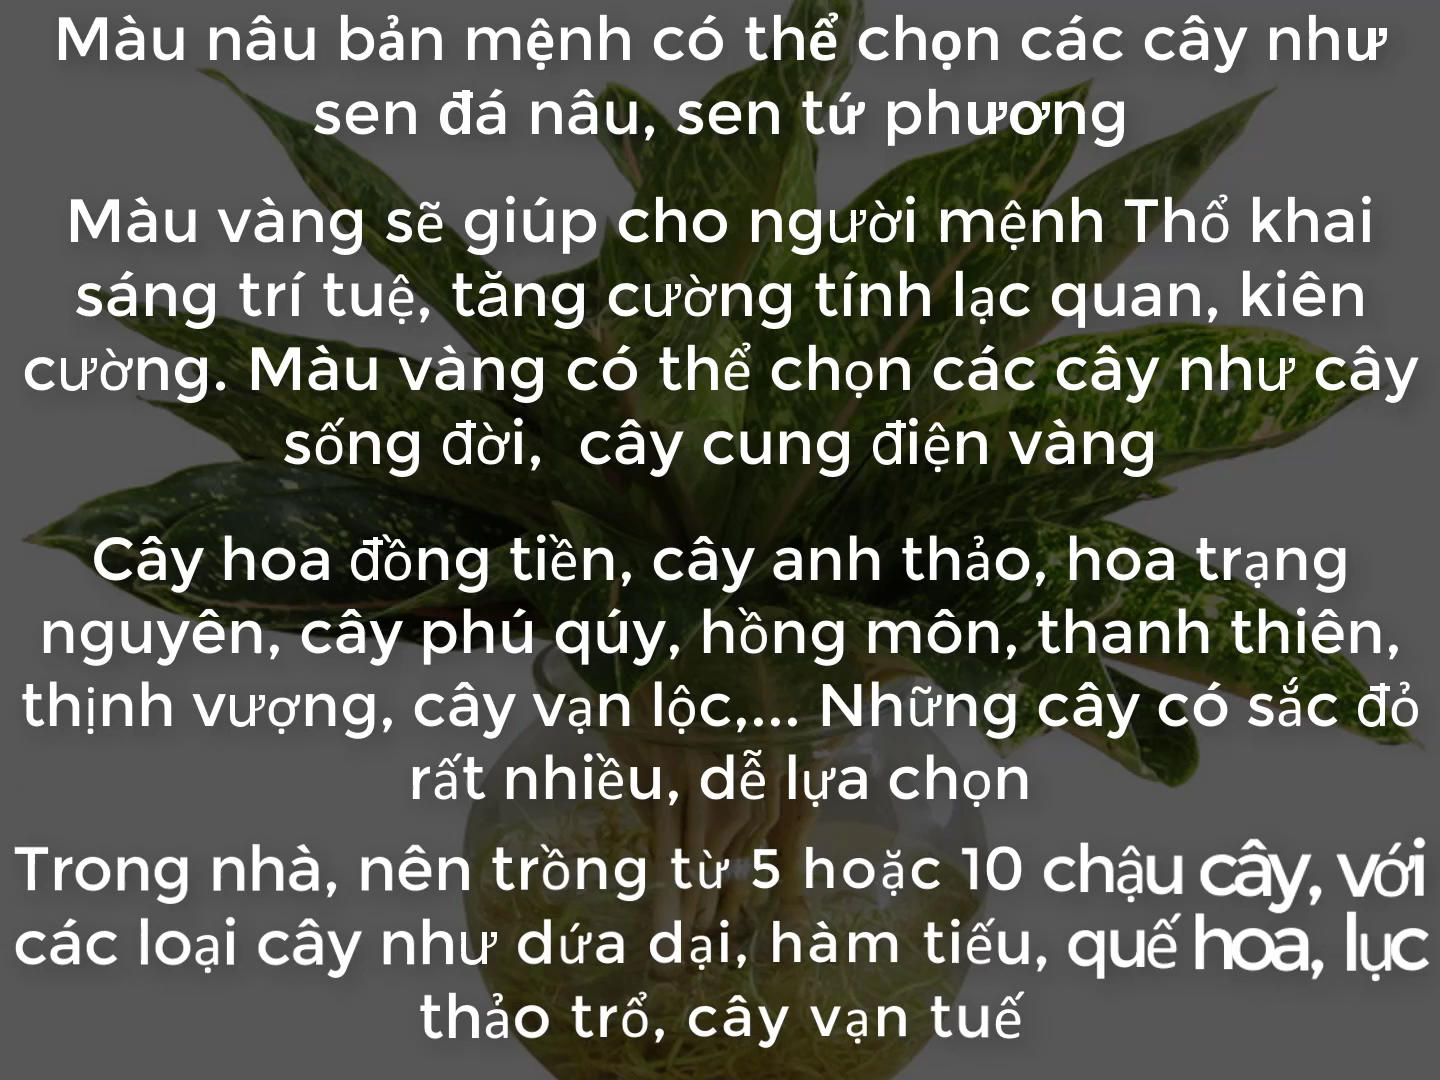 Màu nâu bản mệnh có thể chọn các cây như
sen đá nâu, sen tứ phương
Màu vàng sẽ giúp cho người mệnh Thổ khai
sáng trí tuệ, tăng cường tính lạc quan, kiên
cường. Màu vàng có thể chọn các cây như cây
sống đời, cây cung điện vàng
Cây hoa đồng tiền, cây anh thảo, hoa trạng
nguyên, cây phú qúy, hồng môn, thanh thiên,
thịnh vượng, cây vạn lộc,... Những cây có sắc đỏ
rất nhiều, dễ lựa chọn
Trong nhà, nên trồng từ 5 hoặc 10 chậu cây, với
các loại cây như dứa dại, hàm tiếu, quế hoa, lục
thảo trổ, cây vạn tuế